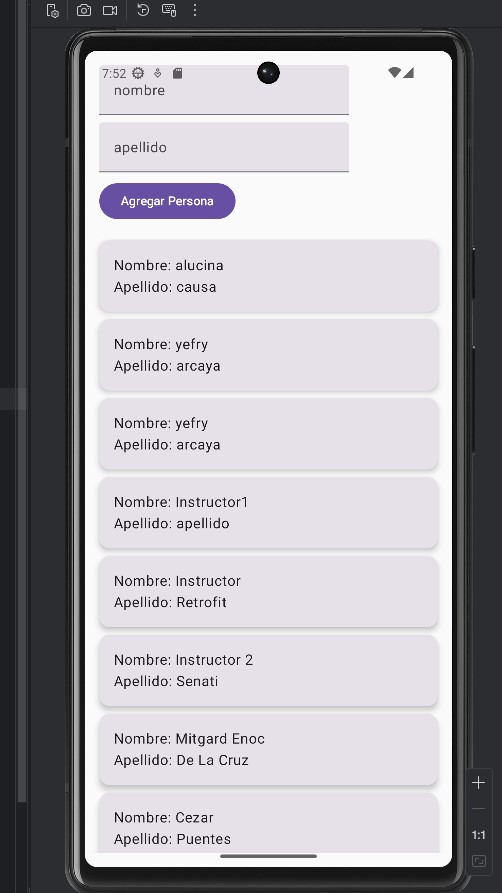 7:52
nombre
apellido
Agregar Persona
Nombre: alucina
Apellido: causa
Nombre: yefry
Apellido: arcaya
Nombre: yefry
Apellido: arcaya
Nombre: Instructor1
Apellido: apellido
Nombre: Instructor
Apellido: Retrofit
Nombre: Instructor 2
Apellido: Senati
Nombre: Mitgard Enoc
Apellido: De La Cruz
Nombre: Cezar
Apellido: Puentes
1:1